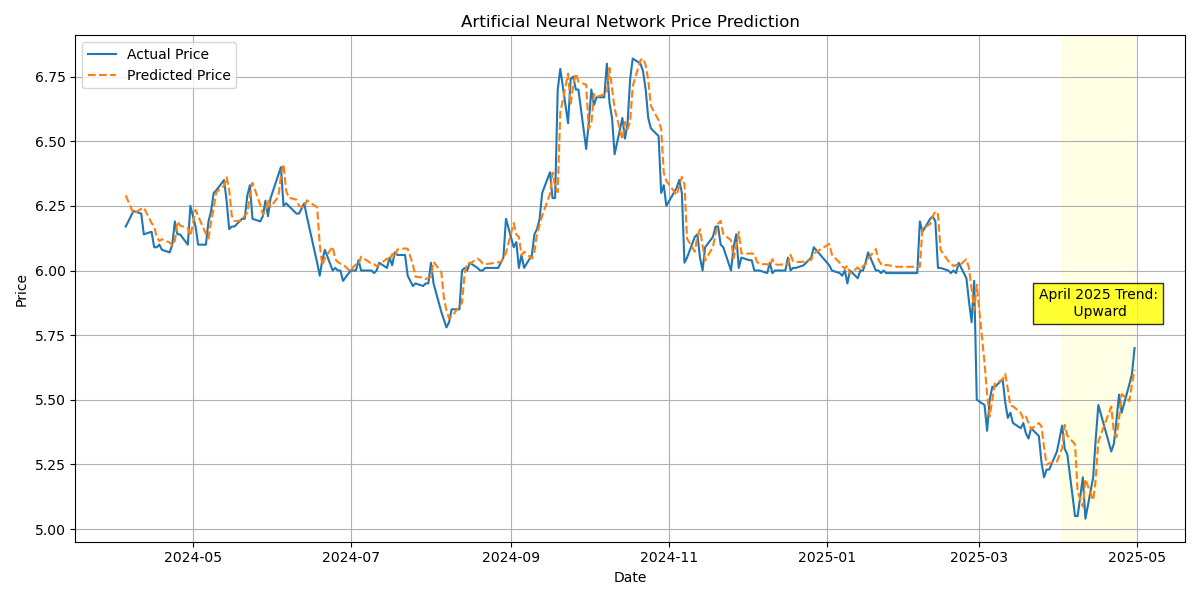 Artificial Neural Network Price Prediction
Actual Price
Predicted Price
April 2025 Trend:
Upward
Price
6.75
6.50
6.25
6.00
5.75
5.50
5.25
5.00
2024-05
2024-07
2024-09
2024-11
2025-01
2025-03
2025-05
Date